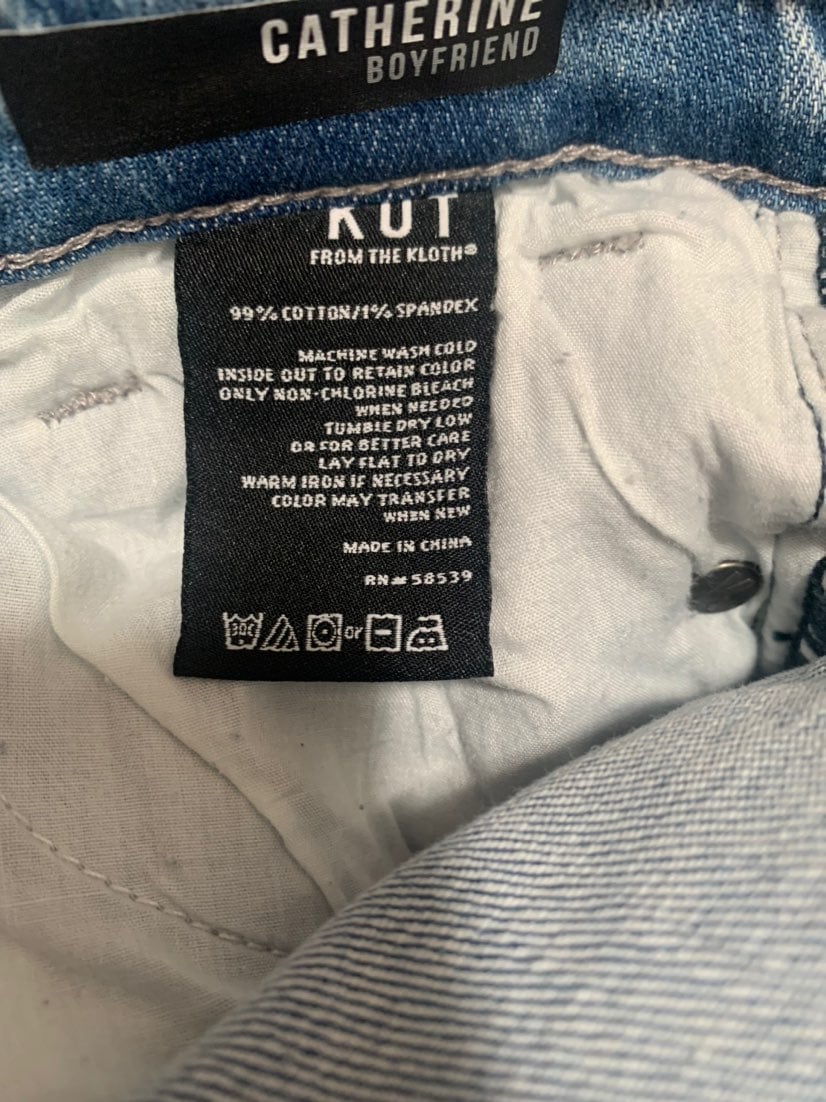 CATHERINE
BOYFRIEND
KUT
FROM THE KLOTH®
99% COTTON/1% SPANDEX
MACHINE WASH COLD
INSIDE OUT TO RETAIN COLOR
ONLY NON-CHLORINE BLEACH
WHEN NEEDED
TUMBLE DRY LOW
OR FOR BETTER CARE
LAY FLAT TO DRY
WARM IRON IF NECESSARY
COLOR MAY TRANSFER
WHEN NEW
MADE IN CHINA
RN# 58539
30C or